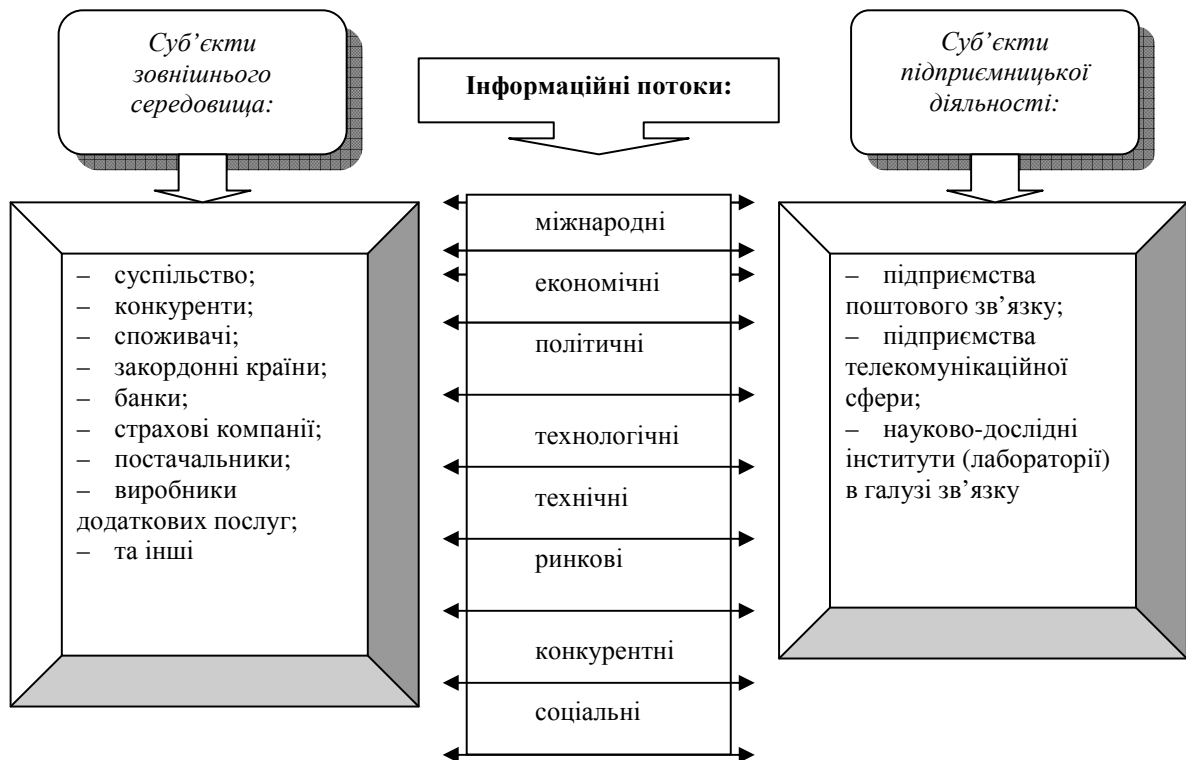 Суб’єкти
зовнішнього
середовища:
– суспільство;
– конкуренти;
– споживачі;
– закордонні країни;
– банки;
– страхові компанії;
– постачальники;
– виробники
додаткових послуг;
– та інші
Інформаційні потоки:
міжнародні
економічні
політичні
технологічні
технічні
ринкові
конкурентні
соціальні
Суб’єкти
підприємницької
діяльності:
– підприємства
поштового зв’язку;
– підприємства
телекомунікаційної
сфери;
– науково-дослідні
інститути (лабораторії)
в галузі зв’язку